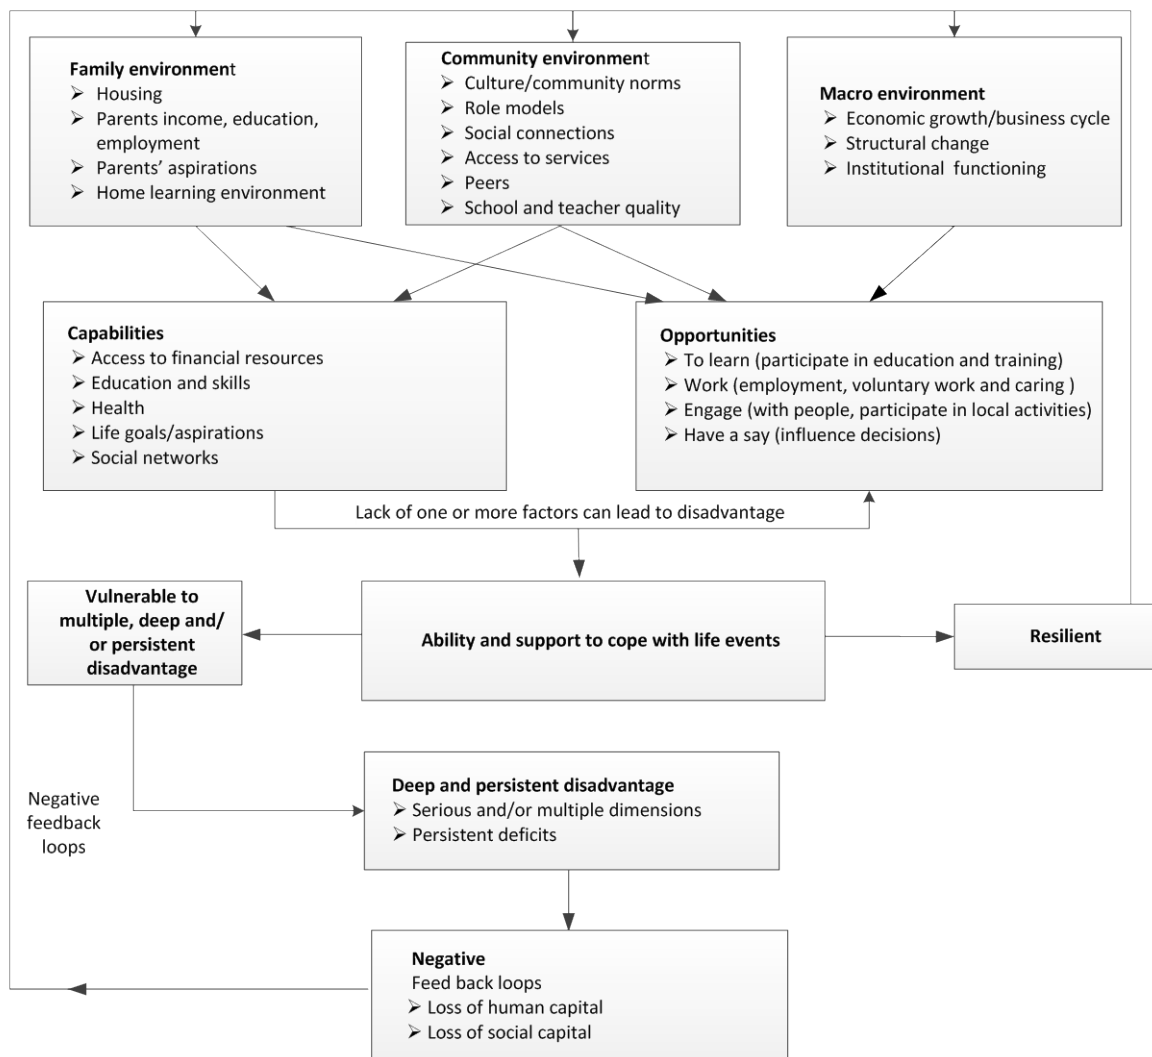 Family environment
➢ Housing
➢ Parents income, education,
employment
➢ Parents’ aspirations
➢ Home learning environment
Community environment
➢ Culture/community norms
➢ Role models
➢ Social connections
➢ Access to services
➢ Peers
➢ School and teacher quality
Macro environment
➢ Economic growth/business cycle
➢ Structural change
➢ Institutional functioning
Capabilities
➢ Access to financial resources
➢ Education and skills
➢ Health
➢ Life goals/aspirations
➢ Social networks
Opportunities
➢ To learn (participate in education and training)
➢ Work (employment, voluntary work and caring )
➢ Engage (with people, participate in local activities)
➢ Have a say (influence decisions)
Lack of one or more factors can lead to disadvantage
Vulnerable to
multiple, deep and/
or persistent
disadvantage
Ability and support to cope with life events
Resilient
Negative
feedback
loops
Deep and persistent disadvantage
➢ Serious and/or multiple dimensions
➢ Persistent deficits
Negative
Feed back loops
➢ Loss of human capital
➢ Loss of social capital